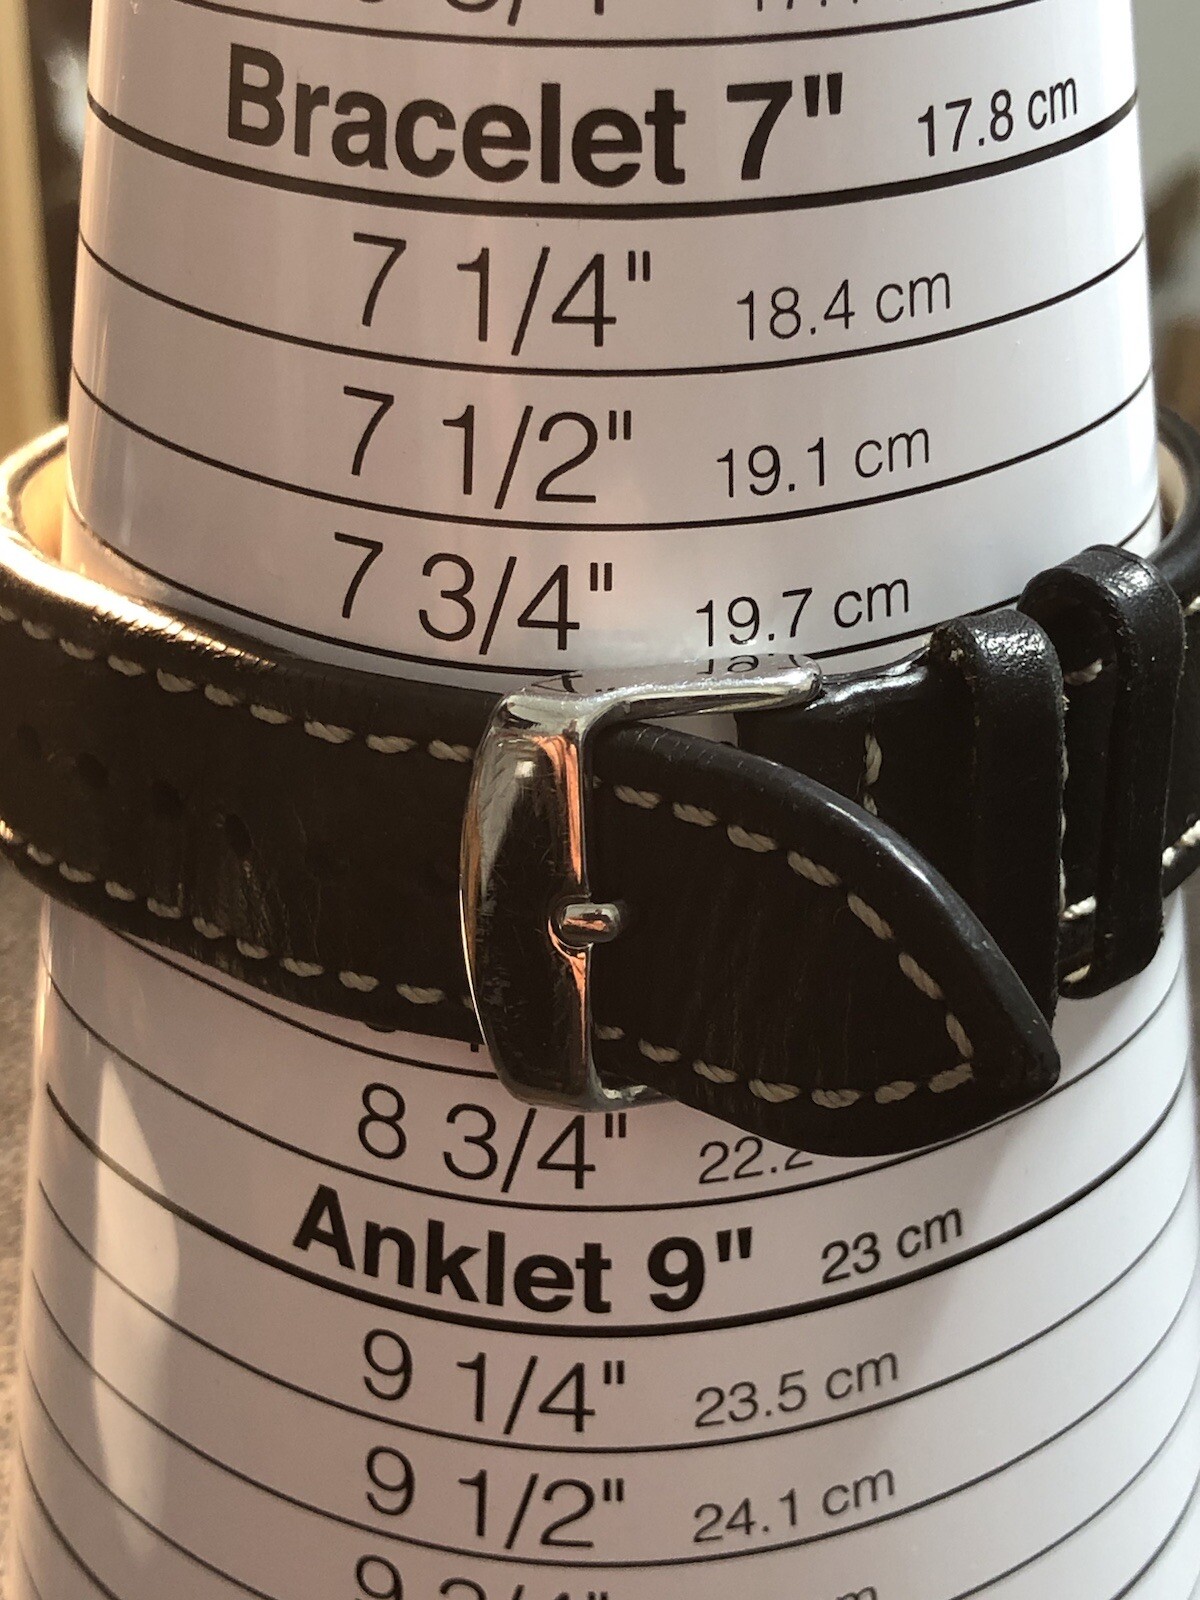 Bracelet 7" 17.8 cm
7 1/4" 18.4 cm
7 1/2" 19.1 cm
7 3/4" 19.7 cm
8 3/4" 22.2
Anklet 9" 23 cm
9 1/4" 23.5 cm
9 1/2" 24.1 cm